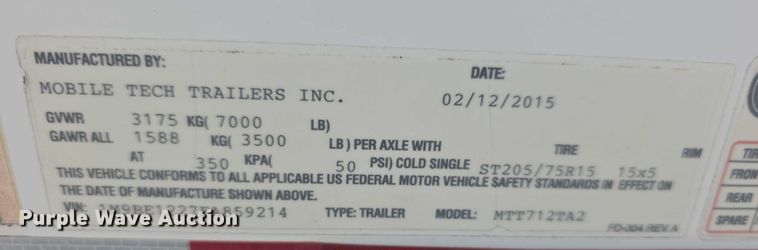 MANUFACTURED BY:
DATE:
MOBILE TECH TRAILERS INC.
02/12/2015
GVWR 3175 KG( 7000 LB)
GAWR ALL 1588 KG( 3500 LB) PER AXLE WITH TIRE RIM
AT 350 KPA( 50 PSI) COLD SINGLE ST205/75R15 15x5
THIS VEHICLE CONFORMS TO ALL APPLICABLE US FEDERAL MOTOR VEHICLE SAFETY STANDARDS IN EFFECT ON
THE DATE OF MANUFACTURE SHOWN ABOVE.
VIN: TYPE: TRAILER MODEL: MTT712TA2
FD-304 REV.A
Purple Wave Auction
TIR
FRON
REAR
SPARE